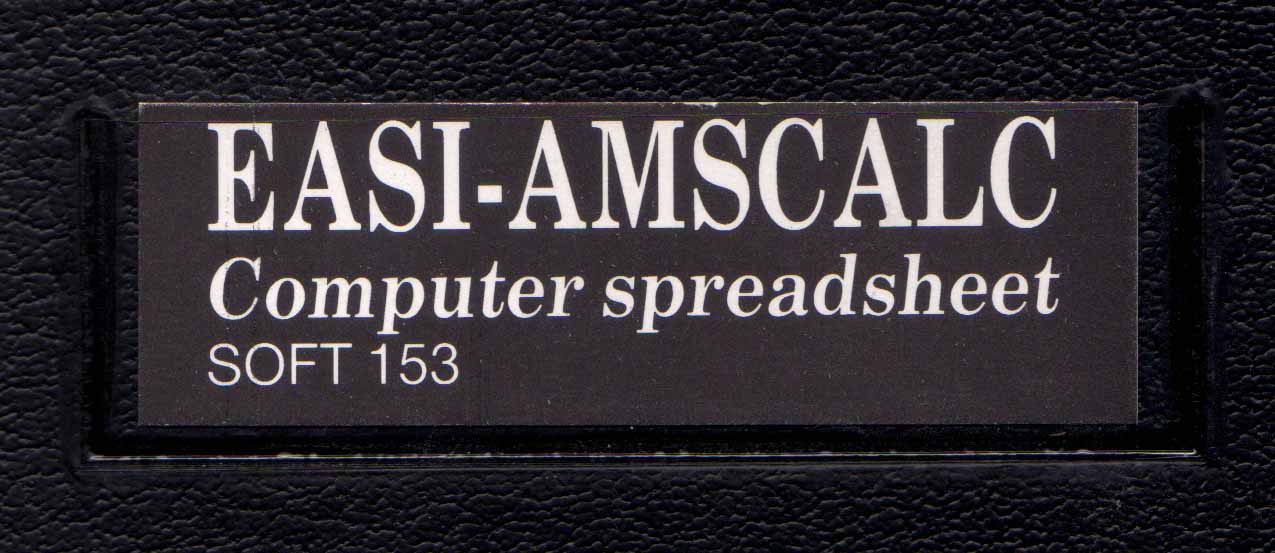 EASI-AMSCALC
Computer spreadsheet
SOFT 153